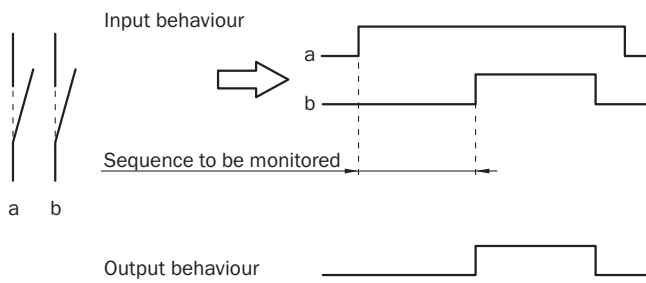 Input behaviour
a
b
Sequence to be monitored
a b
Output behaviour